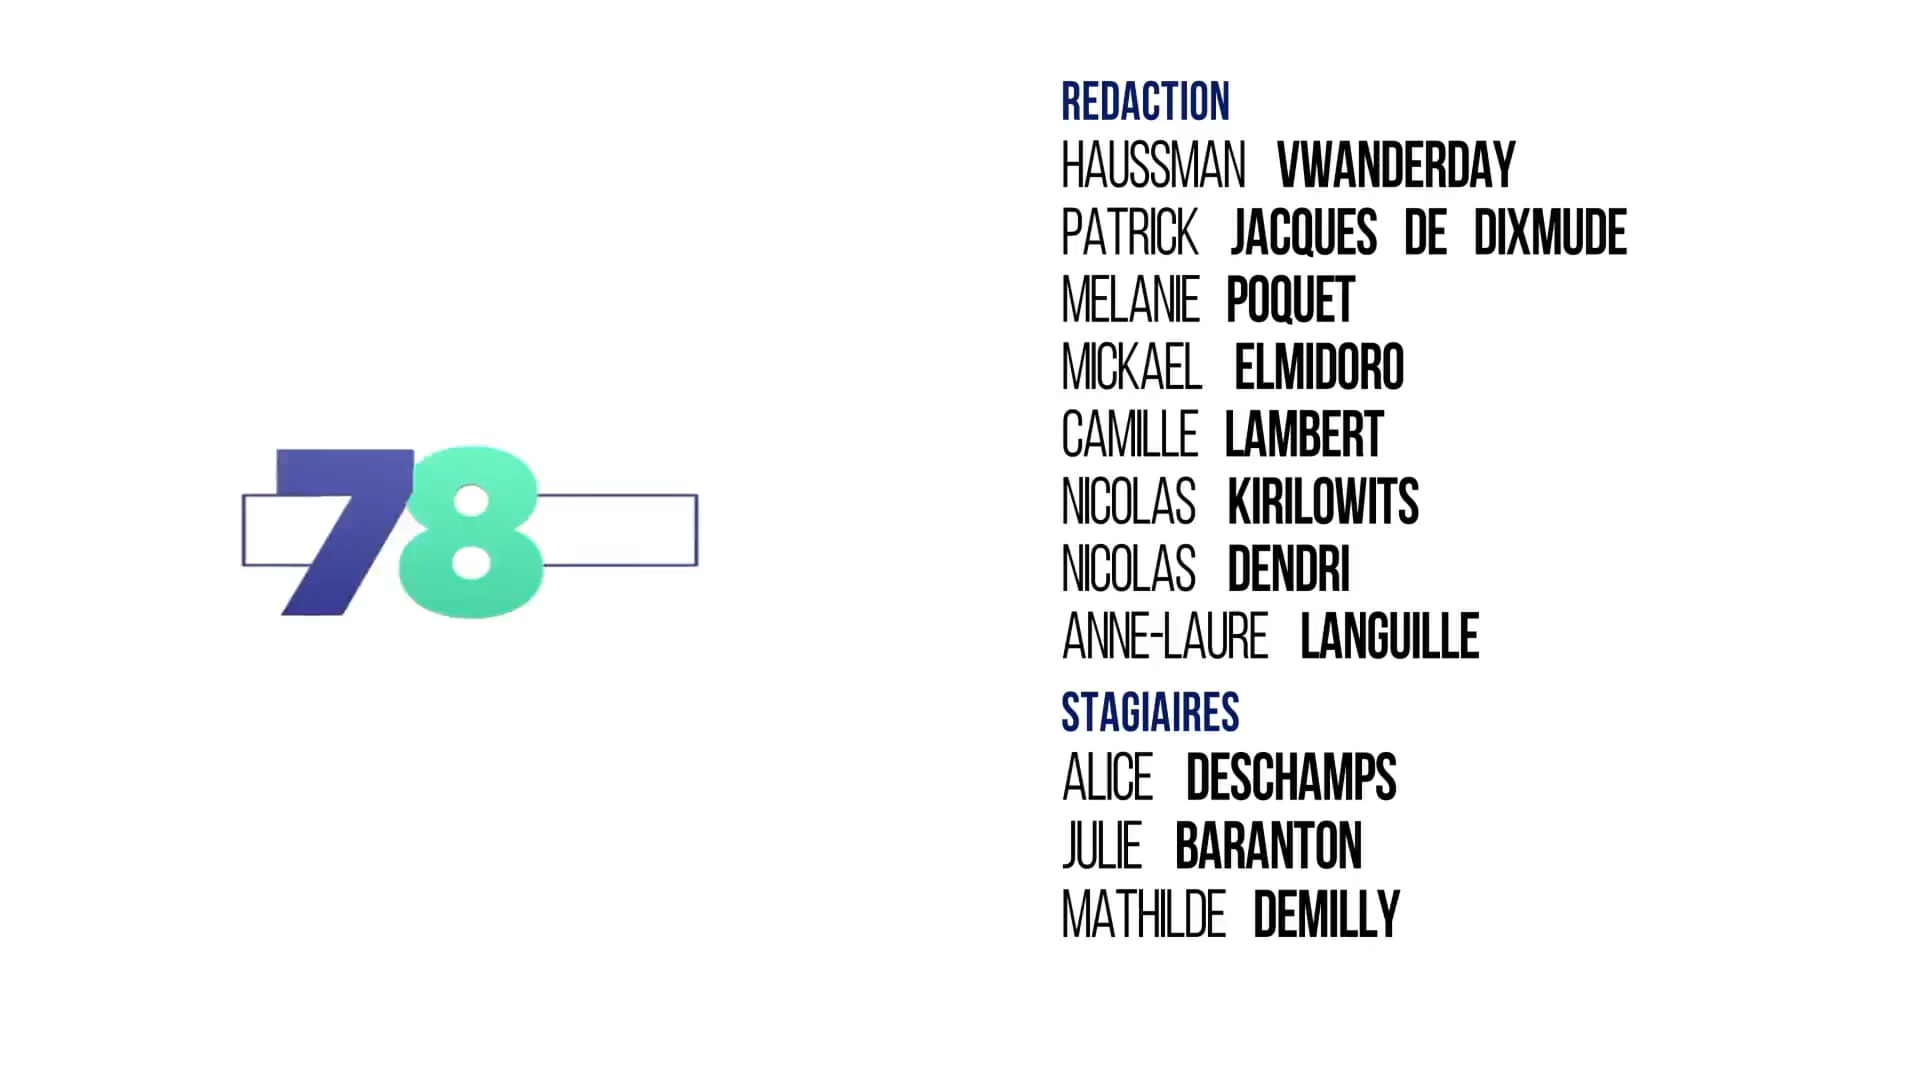 78
REDACTION
HAUSSMAN VWANDERDAY
PATRICK JACQUES DE DIXMUDE
MELANIE POQUET
MICKAEL ELMIDORO
CAMILLE LAMBERT
NICOLAS KIRILOWITS
NICOLAS DENDRI
ANNE-LAURE LANGUILLE
STAGIAIRES
ALICE DESCHAMPS
JULIE BARANTON
MATHILDE DEMILLY